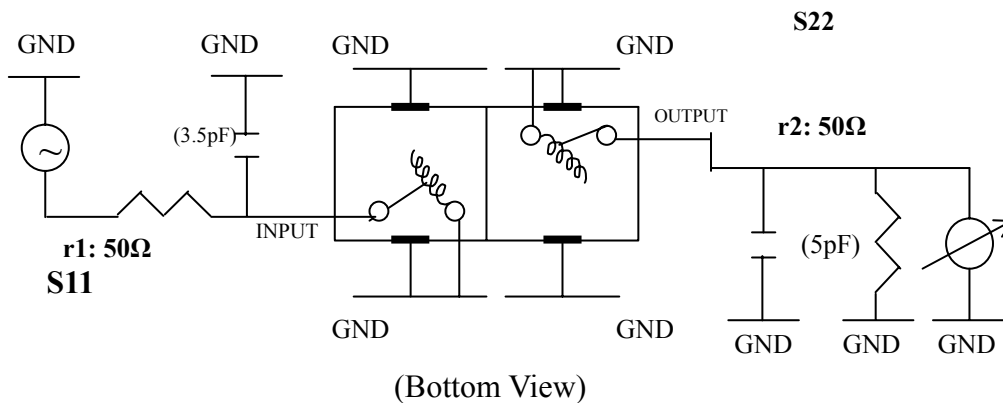 S22
GND
GND
GND
GND
(3.5pF)
OUTPUT
r2: 50Ω
INPUT
r1: 50Ω
S11
(5pF)
GND
GND
GND
GND
GND
(Bottom View)